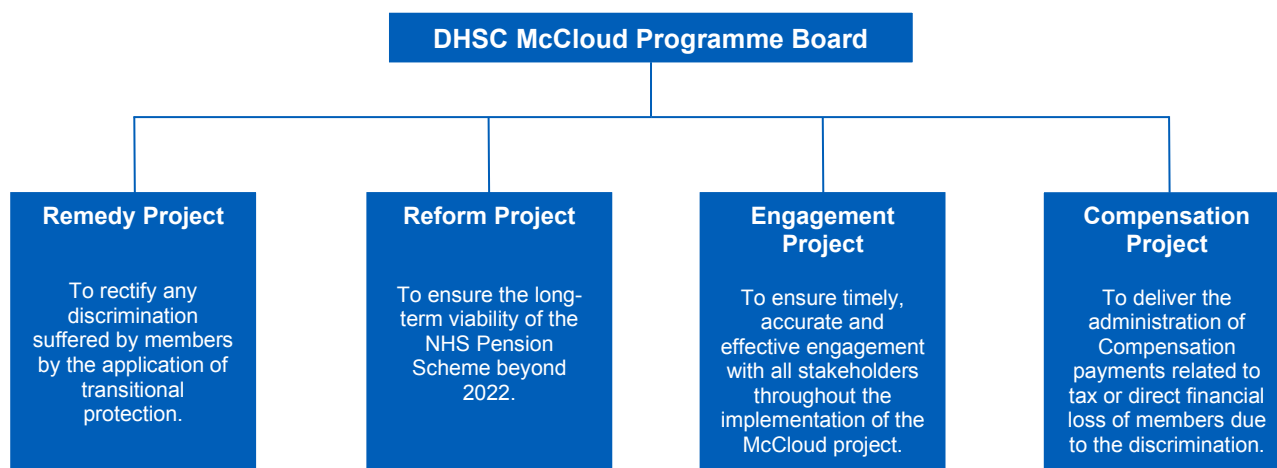 DHSC McCloud Programme Board
Remedy Project
To rectify any
discrimination
suffered by members
by the application of
transitional
protection.
Reform Project
To ensure the long-
term viability of the
NHS Pension
Scheme beyond
2022.
Engagement
Project
To ensure timely,
accurate and
effective engagement
with all stakeholders
throughout the
implementation of the
McCloud project.
Compensation
Project
To deliver the
administration of
Compensation
payments related to
tax or direct financial
loss of members due
to the discrimination.